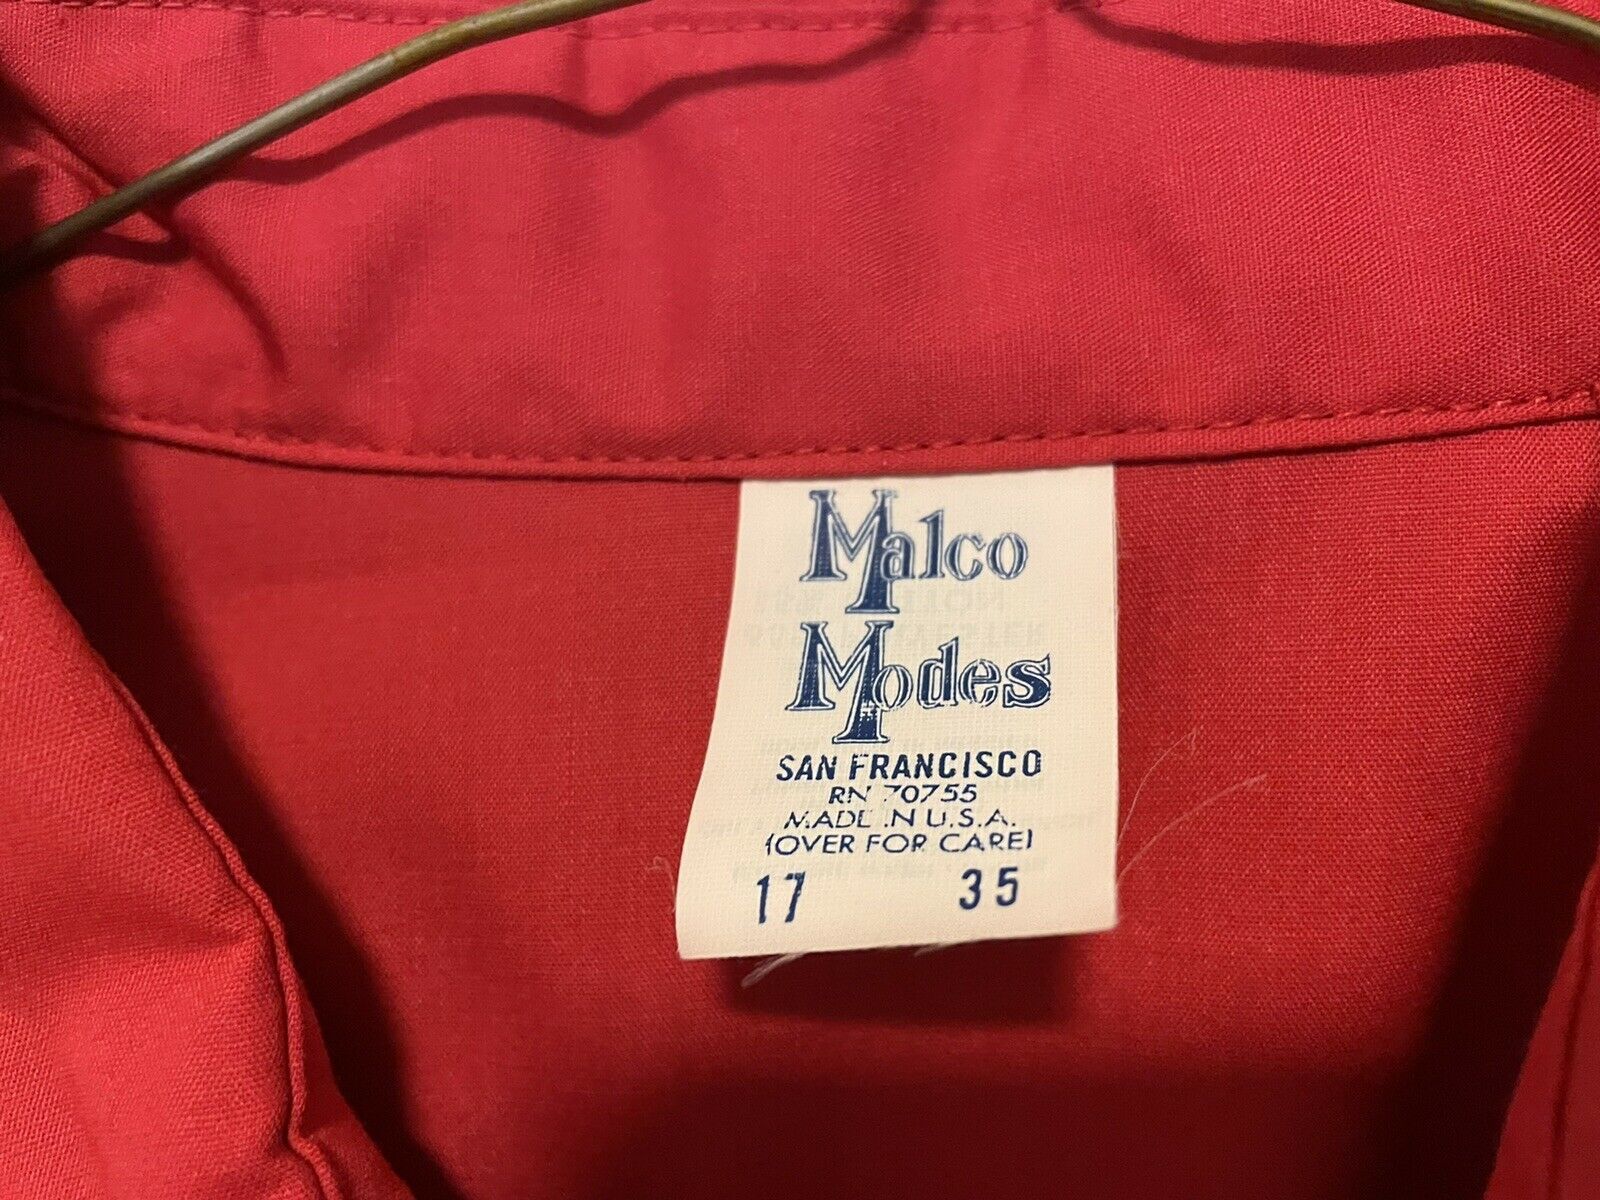 Malco
Modes
SAN FRANCISCO
RN 70755
MADE IN U.S.A.
(OVER FOR CARE)
17 35